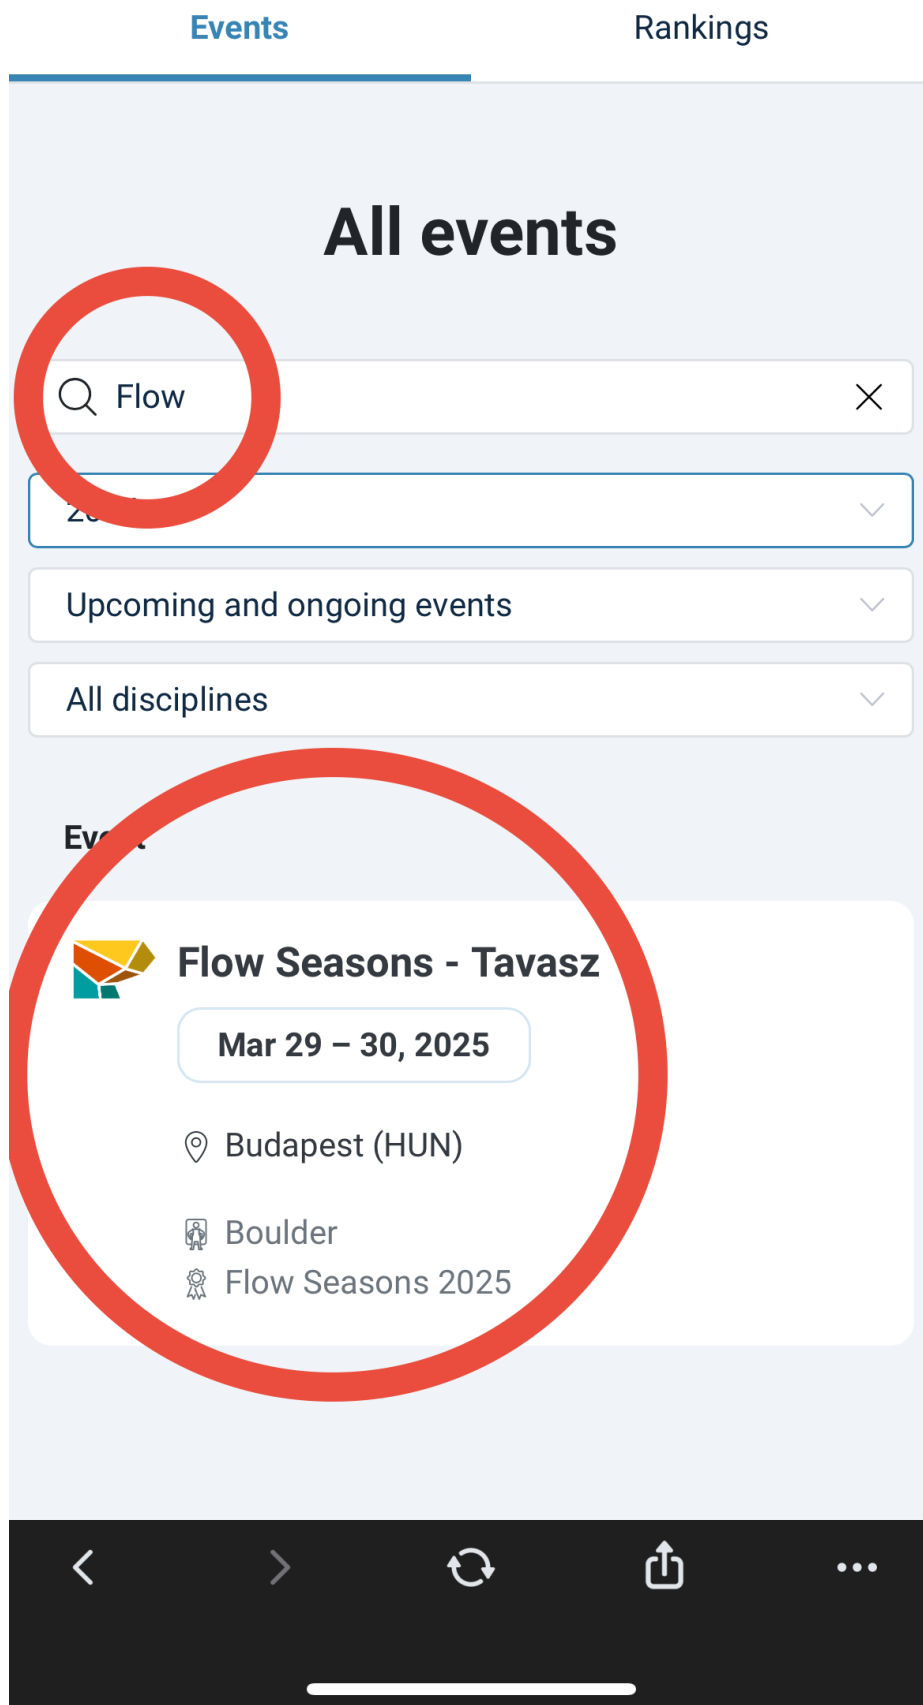 Events
Rankings
All events
Flow
Upcoming and ongoing events
All disciplines
Flow Seasons - Tavasz
Mar 29 – 30, 2025
Budapest (HUN)
Boulder
Flow Seasons 2025